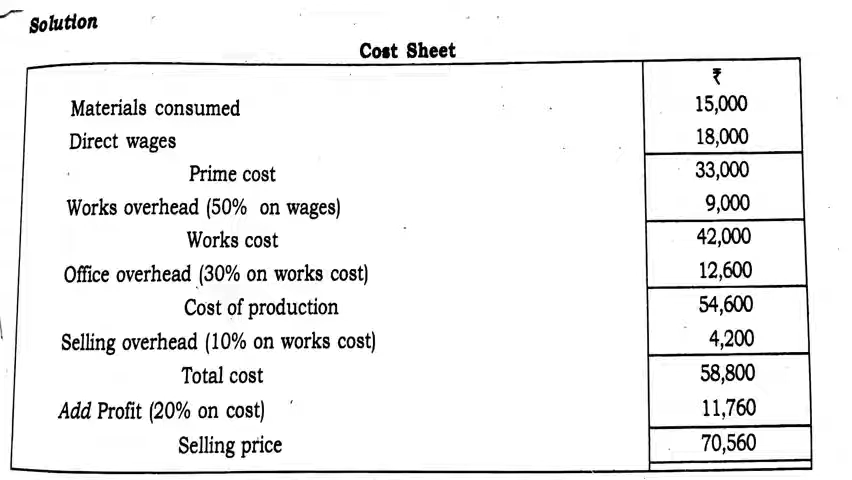 Solution
Cost Sheet
₹
Materials consumed 15,000
Direct wages 18,000
Prime cost 33,000
Works overhead (50% on wages) 9,000
Works cost 42,000
Office overhead (30% on works cost) 12,600
Cost of production 54,600
Selling overhead (10% on works cost) 4,200
Total cost 58,800
Add Profit (20% on cost) 11,760
Selling price 70,560